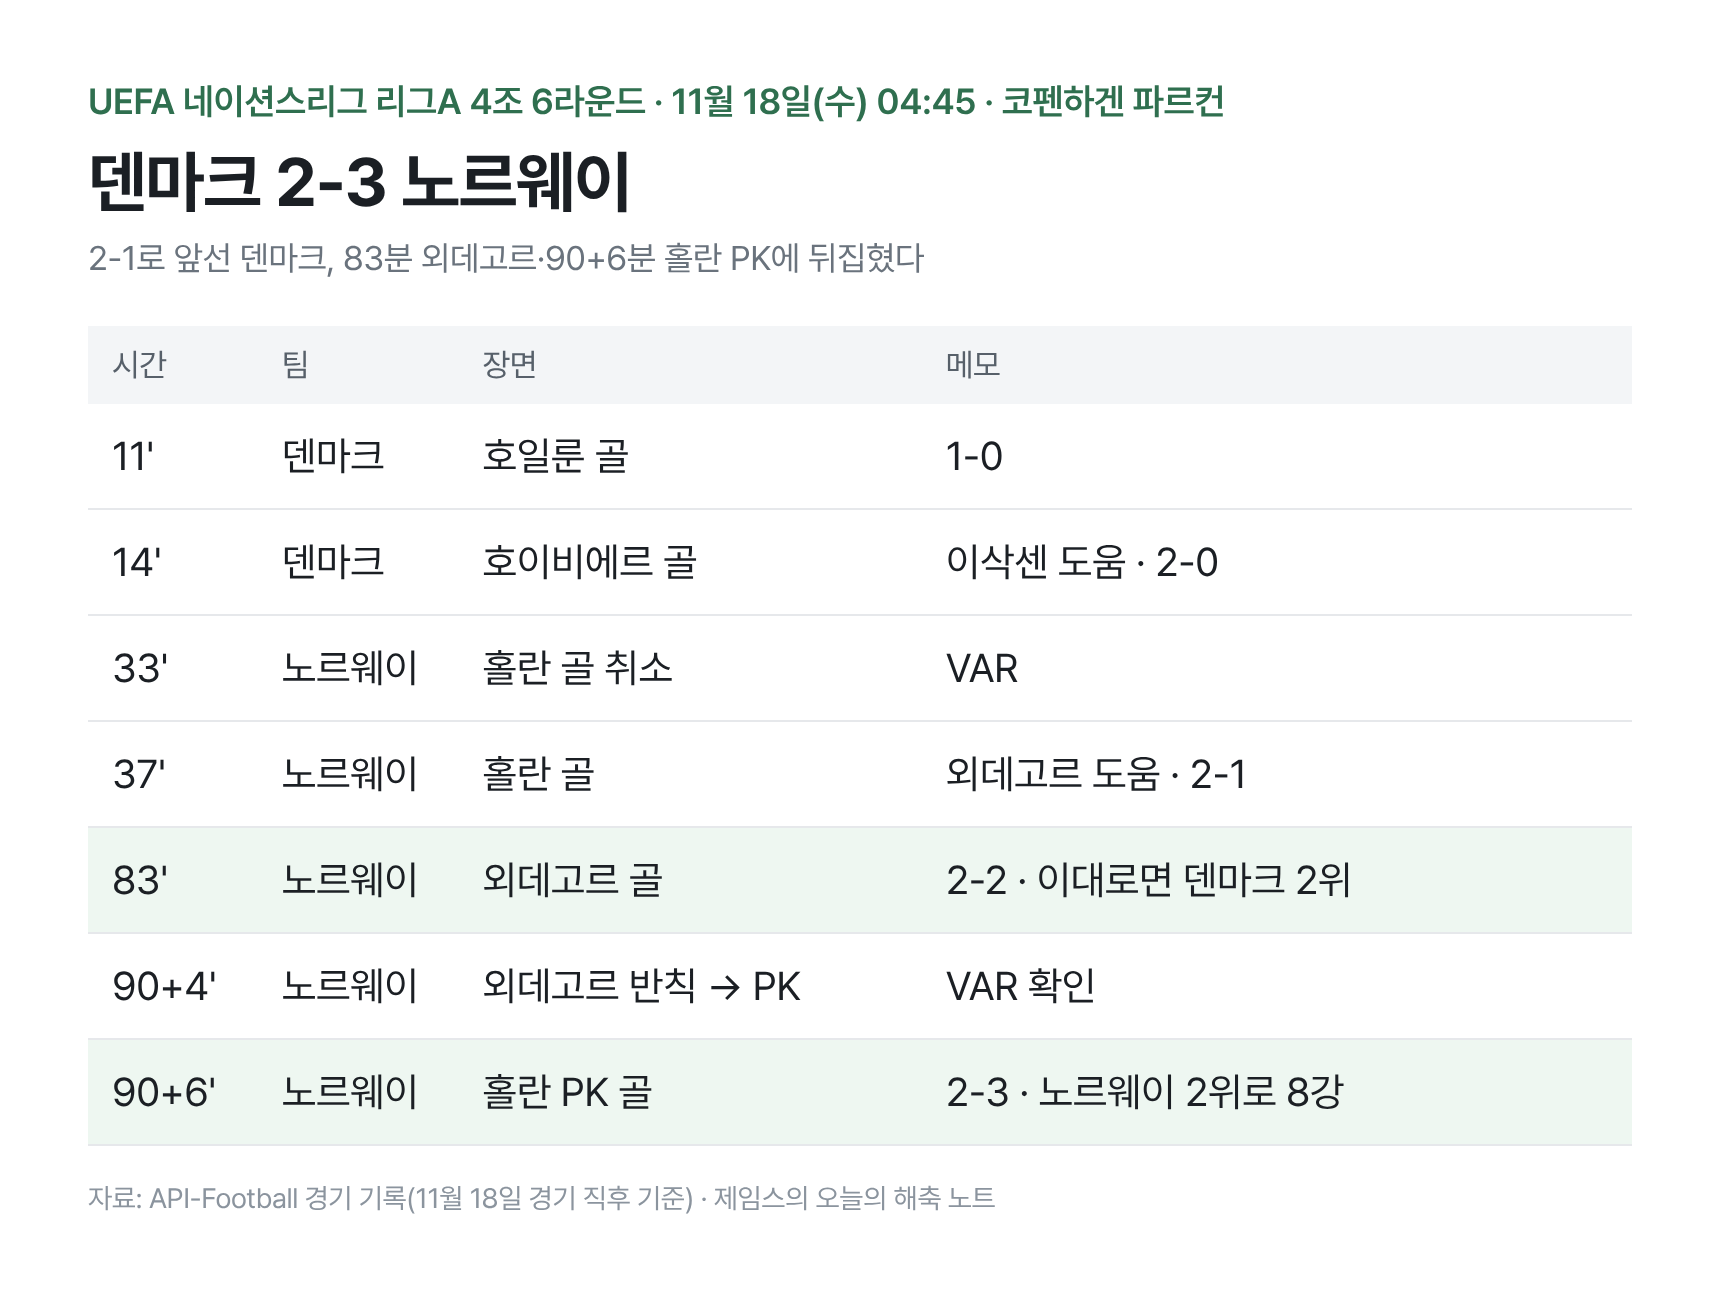 UEFA 네이션스리그 리그A 4조 6라운드 · 11월 18일(수) 04:45 · 코펜하겐 파르컨
덴마크 2-3 노르웨이
2-1로 앞선 덴마크, 83분 외데고르·90+6분 홀란 PK에 뒤집혔다
시간 팀 장면 메모
11' 덴마크 호일룬 골 1-0
14' 덴마크 호이비에르 골 이삭센 도움 · 2-0
33' 노르웨이 홀란 골 취소 VAR
37' 노르웨이 홀란 골 외데고르 도움 · 2-1
83' 노르웨이 외데고르 골 2-2 · 이대로면 덴마크 2위
90+4' 노르웨이 외데고르 반칙 → PK VAR 확인
90+6' 노르웨이 홀란 PK 골 2-3 · 노르웨이 2위로 8강
자료: API-Football 경기 기록(11월 18일 경기 직후 기준) · 제임스의 오늘의 해축 노트